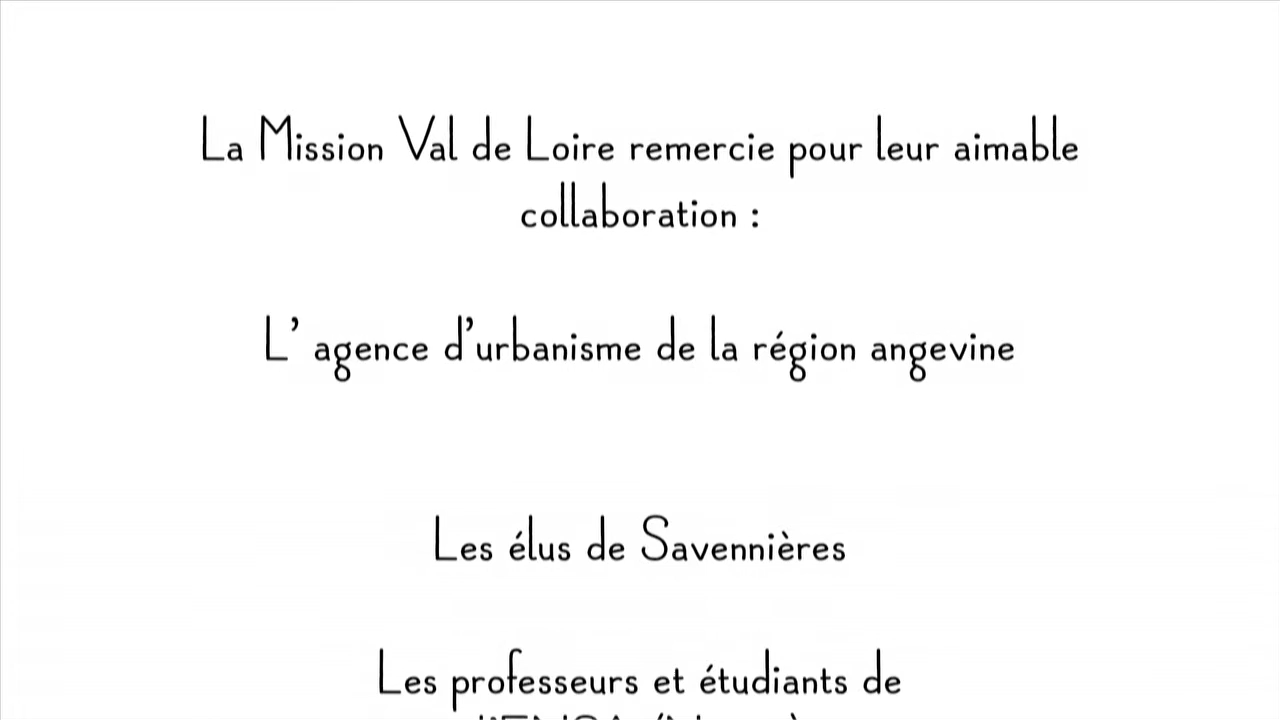 La Mission Val de Loire remercie pour leur aimable
collaboration :
L’ agence d’urbanisme de la région angevine
Les élus de Savennières
Les professeurs et étudiants de